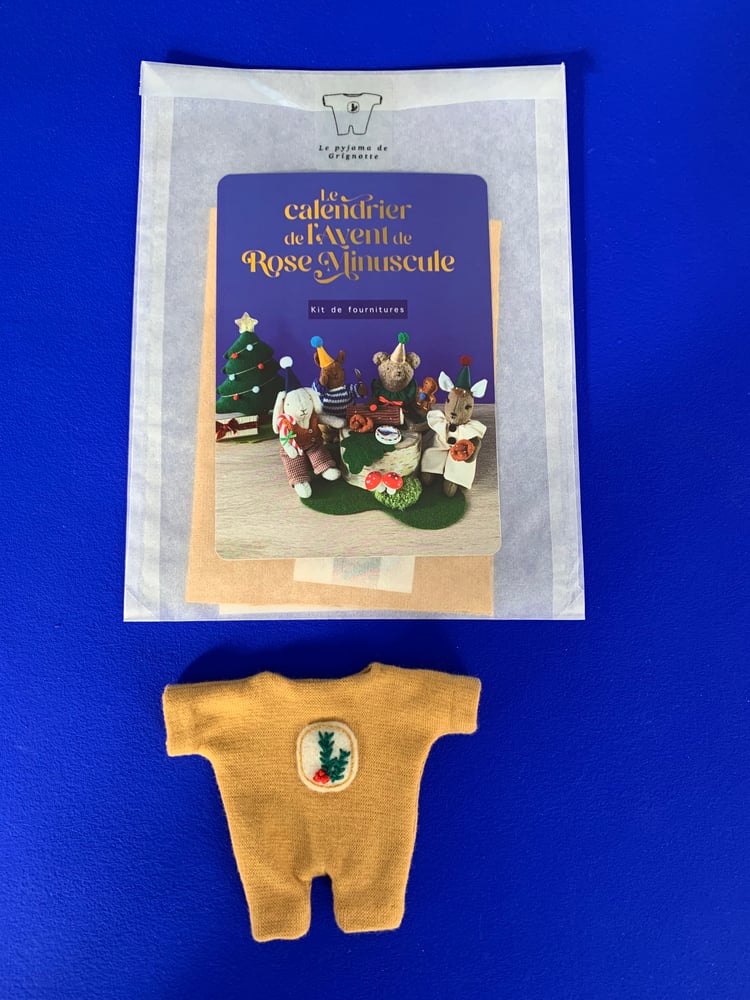 Le pyjama de
Grignotte
Le
calendrier
de l'Avent de
Rose Minuscule
Kit de fournitures